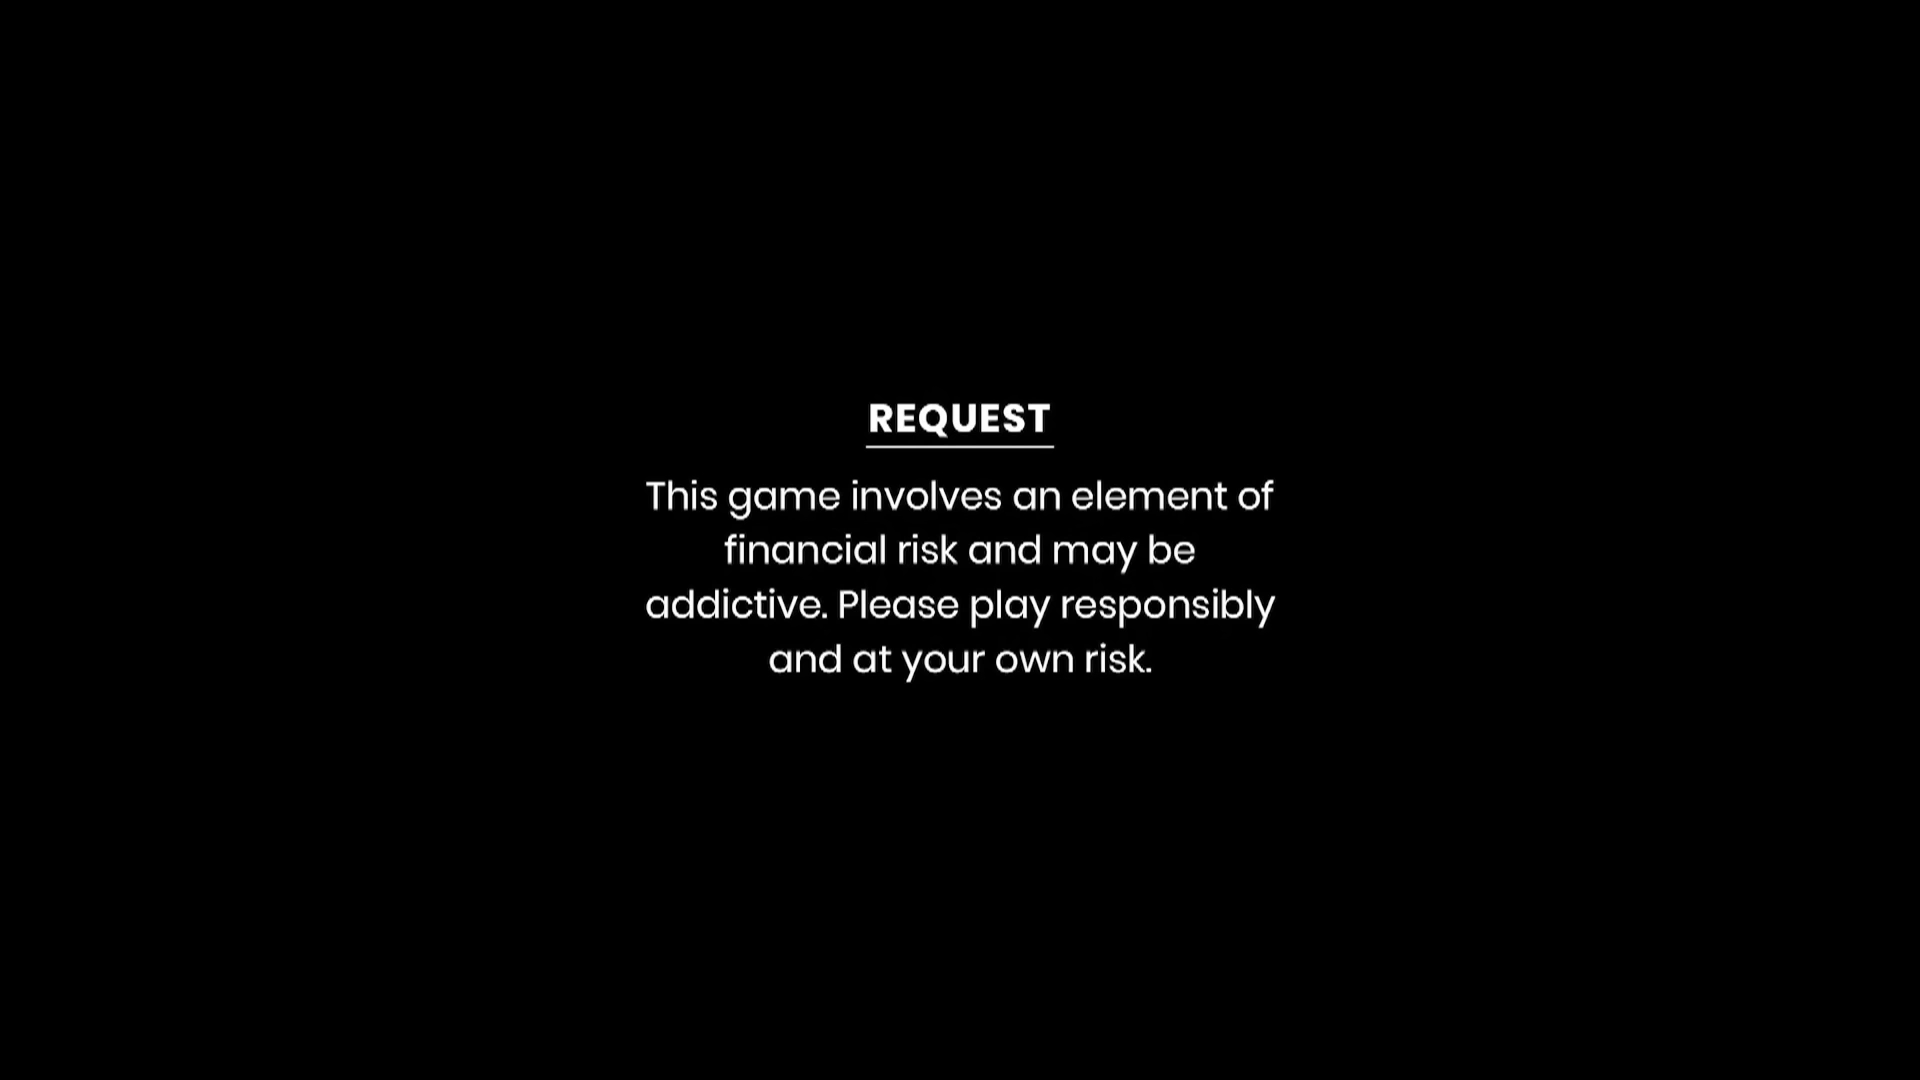 REQUEST
This game involves an element of
financial risk and may be
addictive. Please play responsibly
and at your own risk.